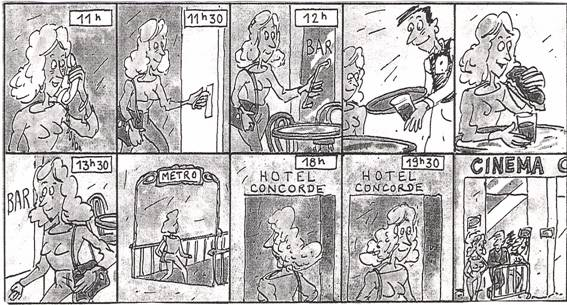 11h
11h30
12h
BAR
13h30
BAR
METRO
18h
HOTEL
CONCORDE
19h30
HOTEL
CONCORDE
CINEMA C